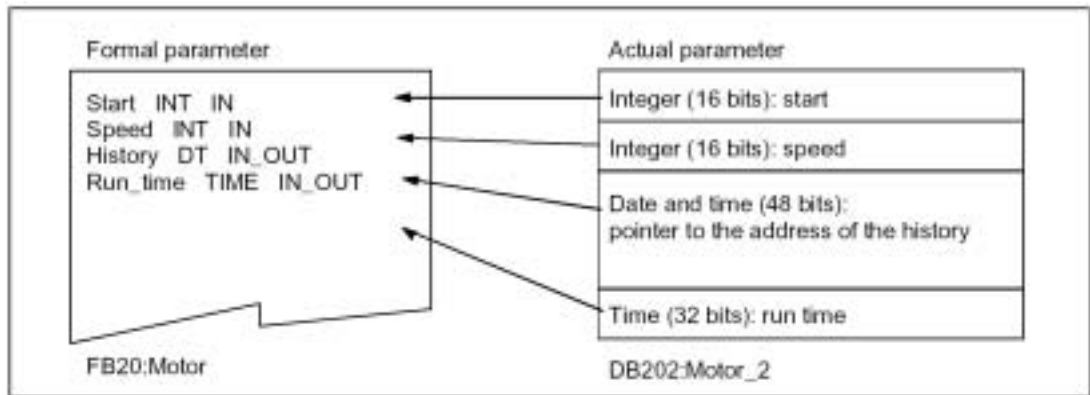 Formal parameter
Start INT IN
Speed INT IN
History DT IN_OUT
Run_time TIME IN_OUT
FB20:Motor
Actual parameter
Integer (16 bits): start
Integer (16 bits): speed
Date and time (48 bits):
pointer to the address of the history
Time (32 bits): run time
DB202:Motor_2